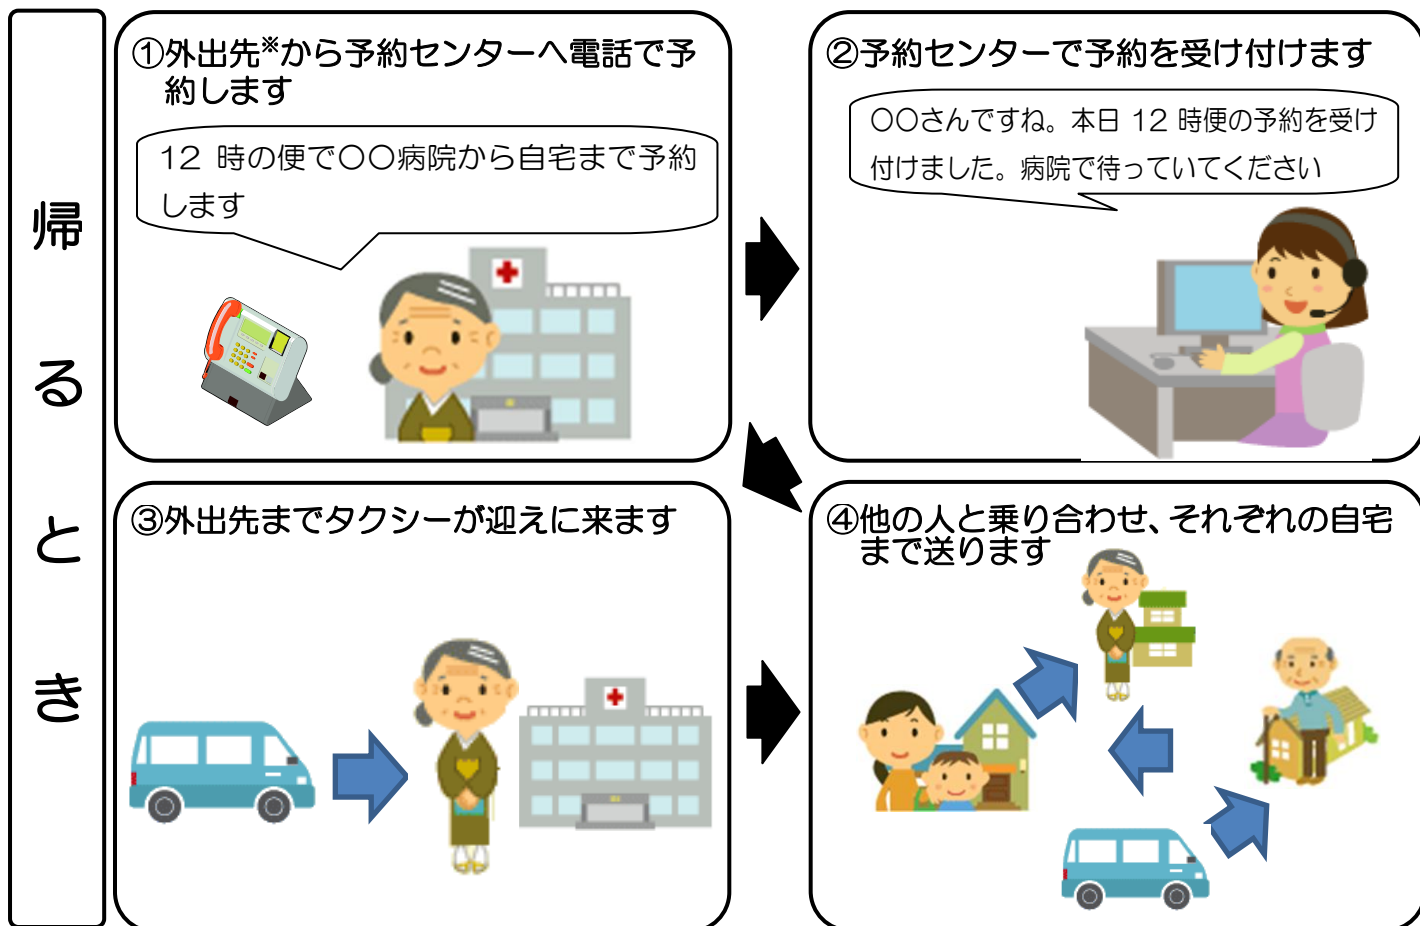 帰るとき
①外出先※から予約センターへ電話で予
約します
12 時の便で〇〇病院から自宅まで予約
します
②予約センターで予約を受け付けます
〇〇さんですね。本日 12 時便の予約を受け
付けました。病院で待っていてください
③外出先までタクシーが迎えに来ます
④他の人と乗り合わせ、それぞれの自宅
まで送ります